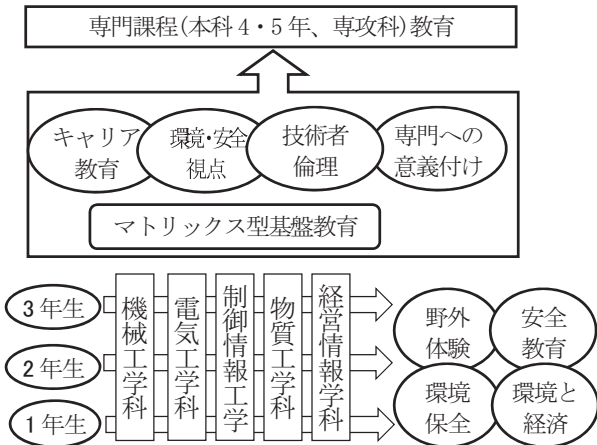 専門課程(本科４・５年、専攻科)教育
キャリア
教育
環境・安全
視点
技術者
倫理
専門への
意義付け
マトリックス型基盤教育
3 年生
2 年生
1 年生
機械工学科
電気工学科
制御情報工学
物質工学科
経営情報学科
野外
体験
安全
教育
環境
保全
環境と
経済